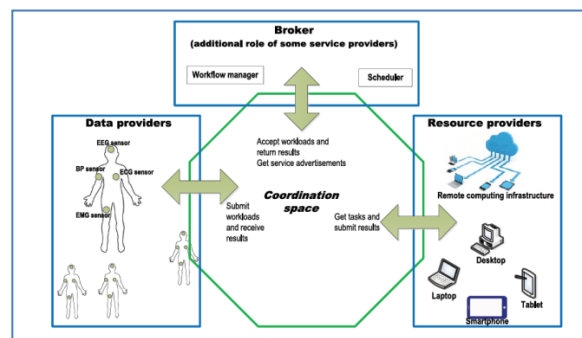 Broker
(additional role of some service providers)
Workflow manager
Scheduler
Data providers
EEG sensor
BP sensor
ECG sensor
EMG sensor
Accept workloads and
return results
Get service advertisements
Coordination
space
Submit
workloads
and receive
results
Get tasks and
submit results
Resource providers
Remote computing infrastructure
Desktop
Laptop
Tablet
Smartphone